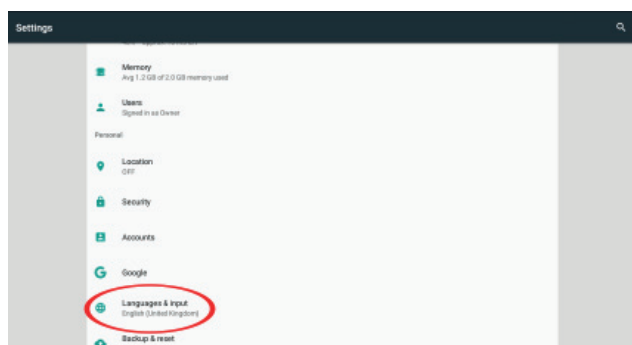 Settings
Memory
Avg 1.2 GB of 2.0 GB memory used
Users
Signed in as Owner
Personal
Location
OFF
Security
Accounts
Google
Languages & input
English (United Kingdom)
Backup & reset